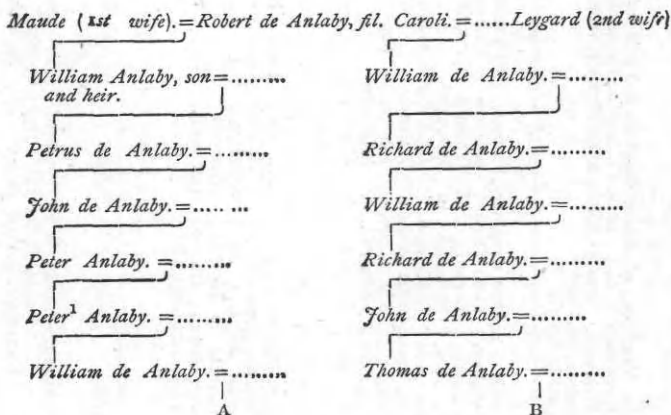 Maude (1st wife).=Robert de Anlaby, fil. Caroli.=......Leygard (2nd wife)
William Anlaby, son=......... William de Anlaby.=.........
and heir.
Petrus de Anlaby.=......... Richard de Anlaby.=.........
John de Anlaby.=..... ... William de Anlaby.=.........
Peter Anlaby.=......... Richard de Anlaby.=.........
Peter¹ Anlaby.=......... John de Anlaby.=.........
William de Anlaby.=......... Thomas de Anlaby.=.........
A B